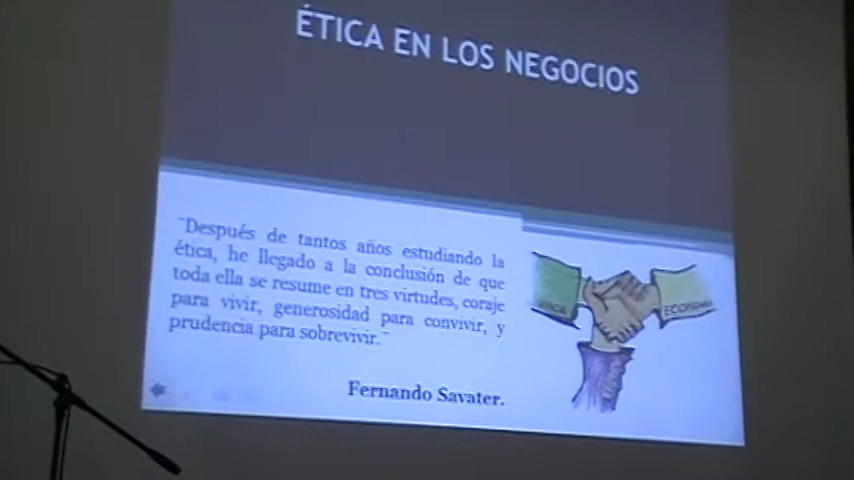 ÉTICA EN LOS NEGOCIOS
¨Después de tantos años estudiando la
ética, he llegado a la conclusión de que
toda ella se resume en tres virtudes, coraje
para vivir, generosidad para convivir, y
prudencia para sobrevivir.¨
Fernando Savater.
ECONOMIA